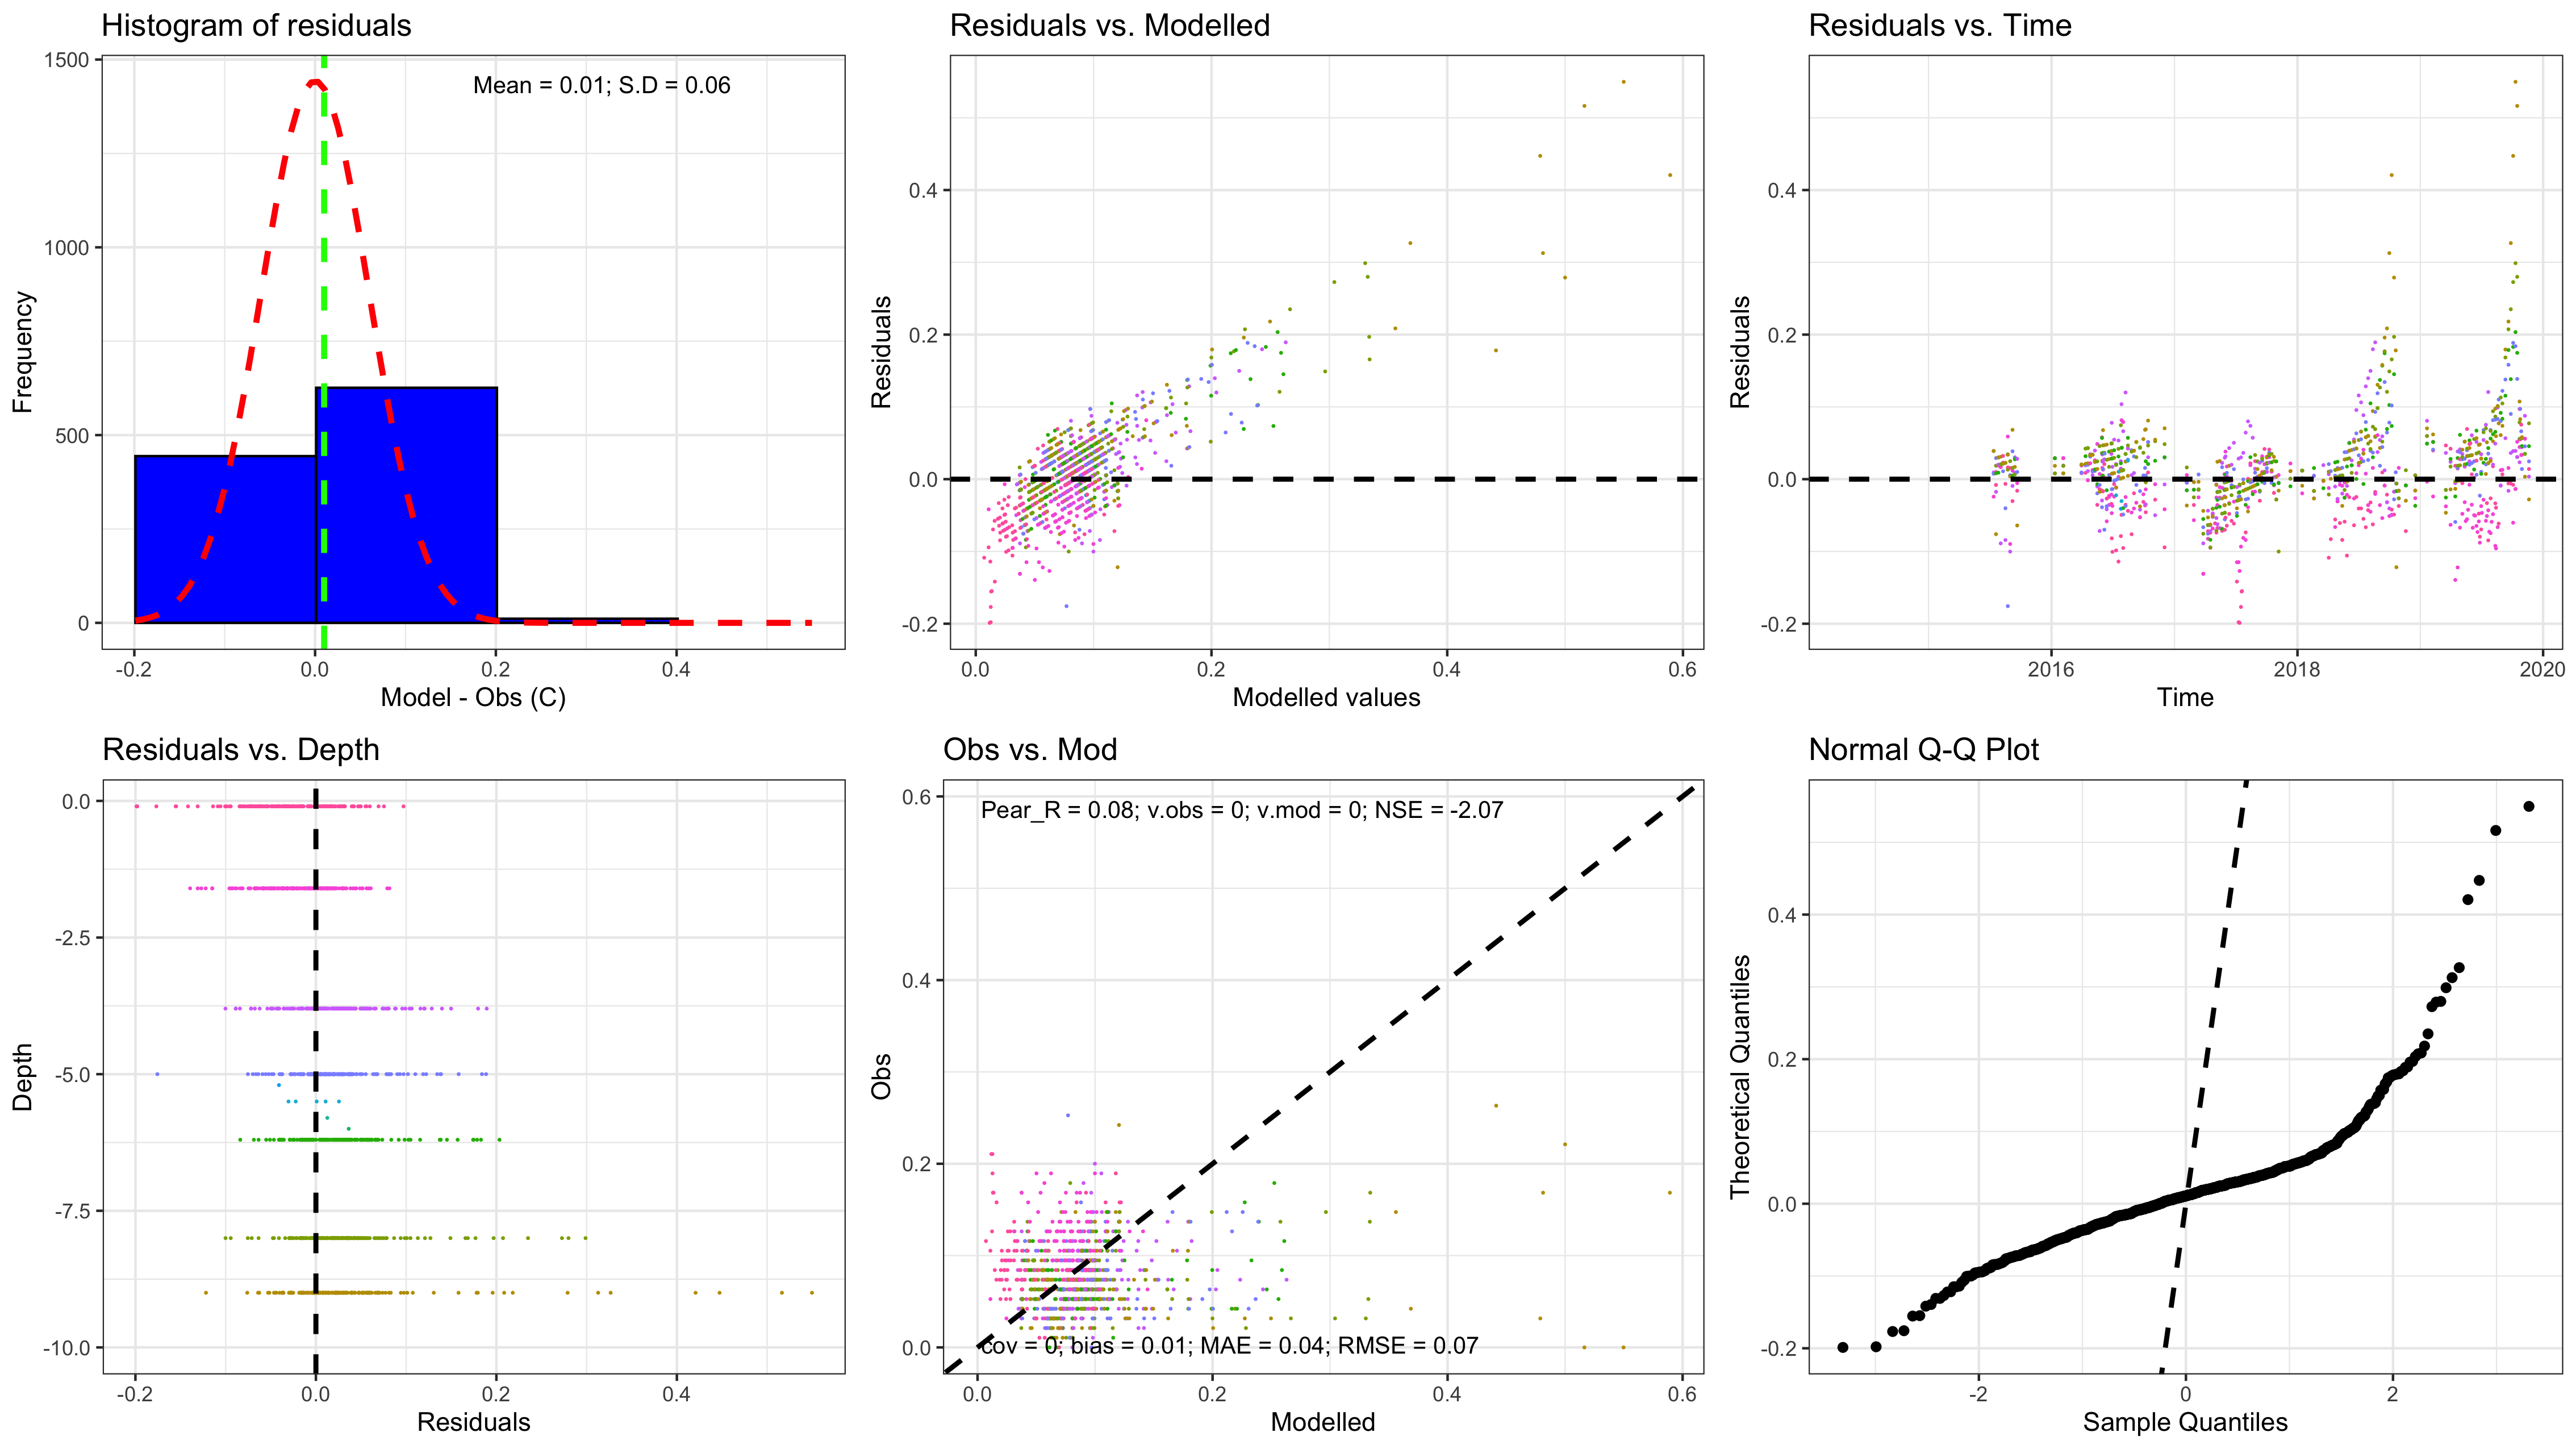 Histogram of residuals
1500
1000
500
0
Frequency
Mean = 0.01; S.D = 0.06
-0.2 0.0 0.2 0.4
Model - Obs (C)
Residuals vs. Modelled
0.4
0.2
0.0
-0.2
Residuals
0.0 0.2 0.4 0.6
Modelled values
Residuals vs. Time
0.4
0.2
0.0
-0.2
Residuals
2016 2018 2020
Time
Residuals vs. Depth
0.0
-2.5
-5.0
-7.5
-10.0
Depth
-0.2 0.0 0.2 0.4
Residuals
Obs vs. Mod
0.6
0.4
0.2
0.0
Obs
Pear_R = 0.08; v.obs = 0; v.mod = 0; NSE = -2.07
cov = 0; bias = 0.01; MAE = 0.04; RMSE = 0.07
0.0 0.2 0.4 0.6
Modelled
Normal Q-Q Plot
0.4
0.2
0.0
-0.2
Theoretical Quantiles
-2 0 2
Sample Quantiles